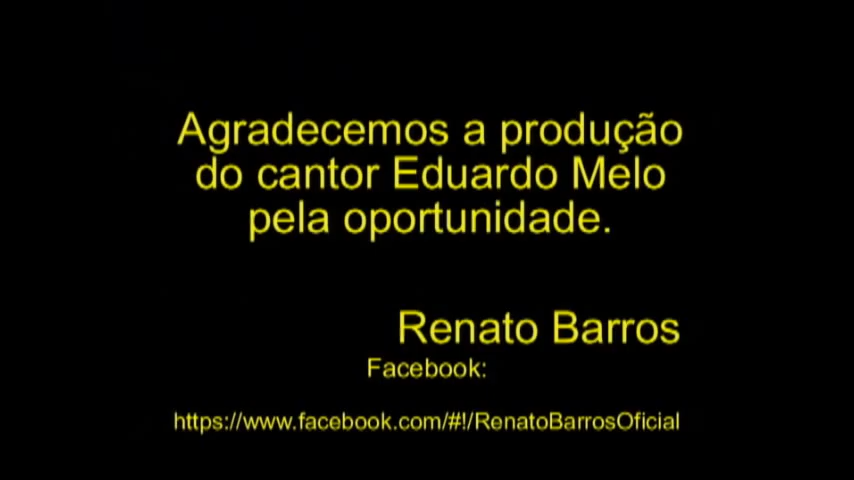 Agradecemos a produção
do cantor Eduardo Melo
pela oportunidade.
Renato Barros
Facebook:
https://www.facebook.com/#!/RenatoBarrosOficial